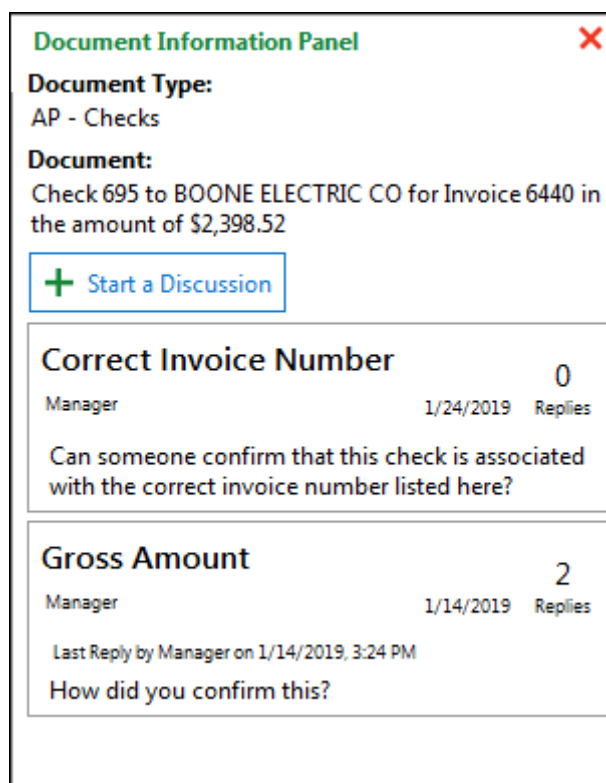 Document Information Panel
Document Type:
AP - Checks
Document:
Check 695 to BOONE ELECTRIC CO for Invoice 6440 in
the amount of $2,398.52
Start a Discussion
Correct Invoice Number
0
Manager
1/24/2019
Replies
Can someone confirm that this check is associated
with the correct invoice number listed here?
Gross Amount
2
Manager
1/14/2019
Replies
Last Reply by Manager on 1/14/2019, 3:24 PM
How did you confirm this?